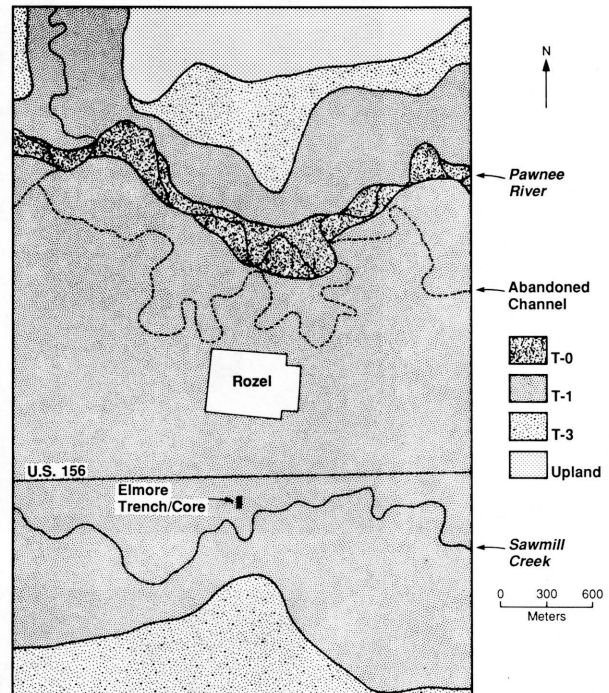 N
Pawnee
River
Abandoned
Channel
T-0
T-1
T-3
Upland
Rozel
U.S. 156
Elmore
Trench/Core
Sawmill
Creek
0 300 600
Meters